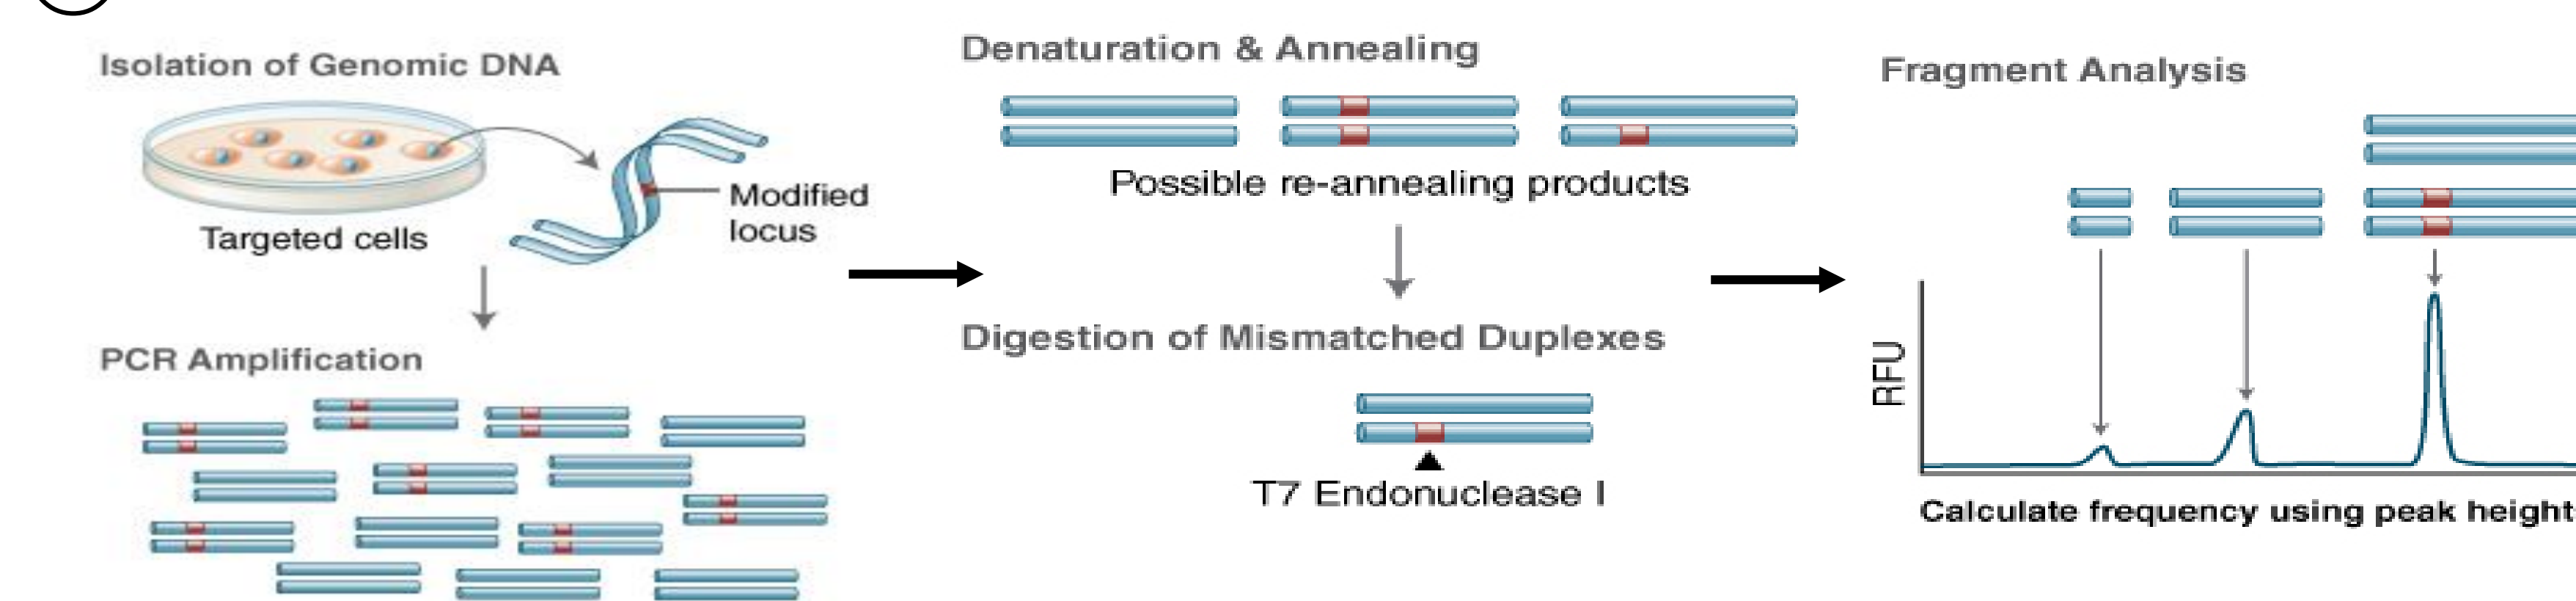 Isolation of Genomic DNA
Targeted cells
Modified
locus
PCR Amplification
Denaturation & Annealing
Possible re-annealing products
Digestion of Mismatched Duplexes
T7 Endonuclease I
Fragment Analysis
RFU
Calculate frequency using peak height